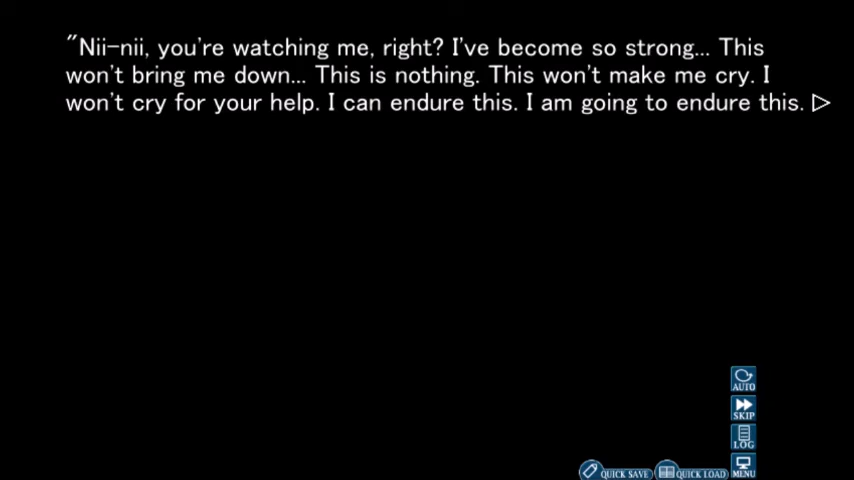 "Nii-nii, you're watching me, right? I've become so strong... This
won't bring me down... This is nothing. This won't make me cry. I
won't cry for your help. I can endure this. I am going to endure this.
AUTO
SKIP
LOG
MENU
QUICK SAVE
QUICK LOAD